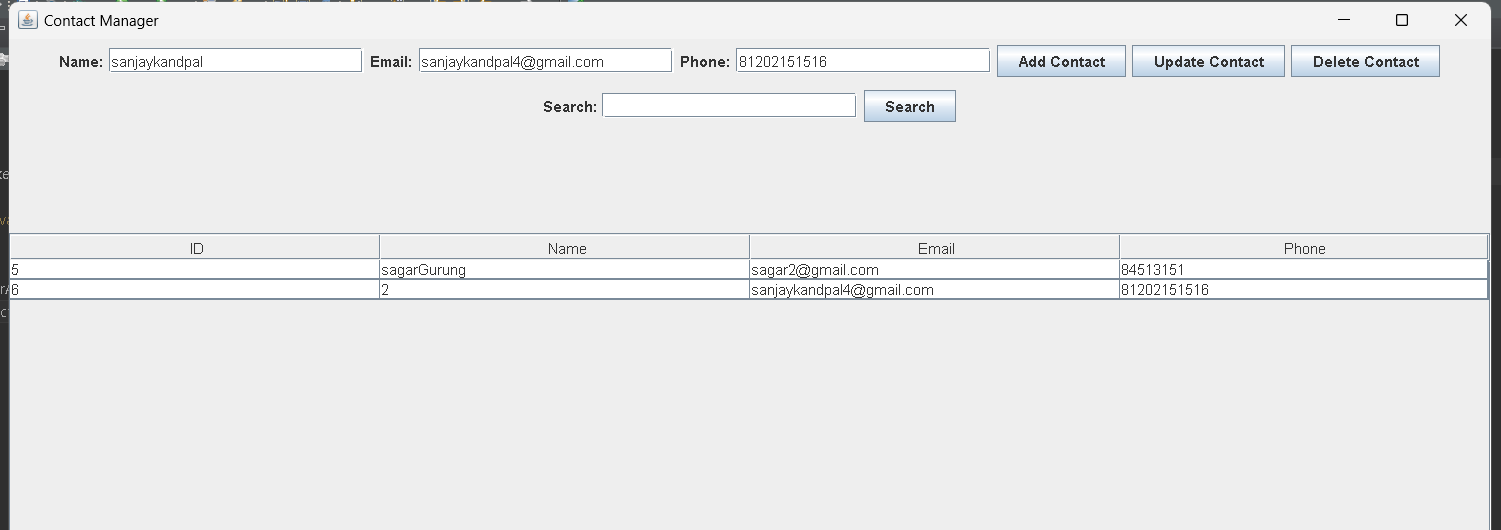 Contact Manager
Name: sanjaykandpal Email: sanjaykandpal4@gmail.com Phone: 81202151516 Add Contact Update Contact Delete Contact
Search: Search
ID Name Email Phone
5 sagarGurung sagar2@gmail.com 84513151
6 2 sanjaykandpal4@gmail.com 81202151516